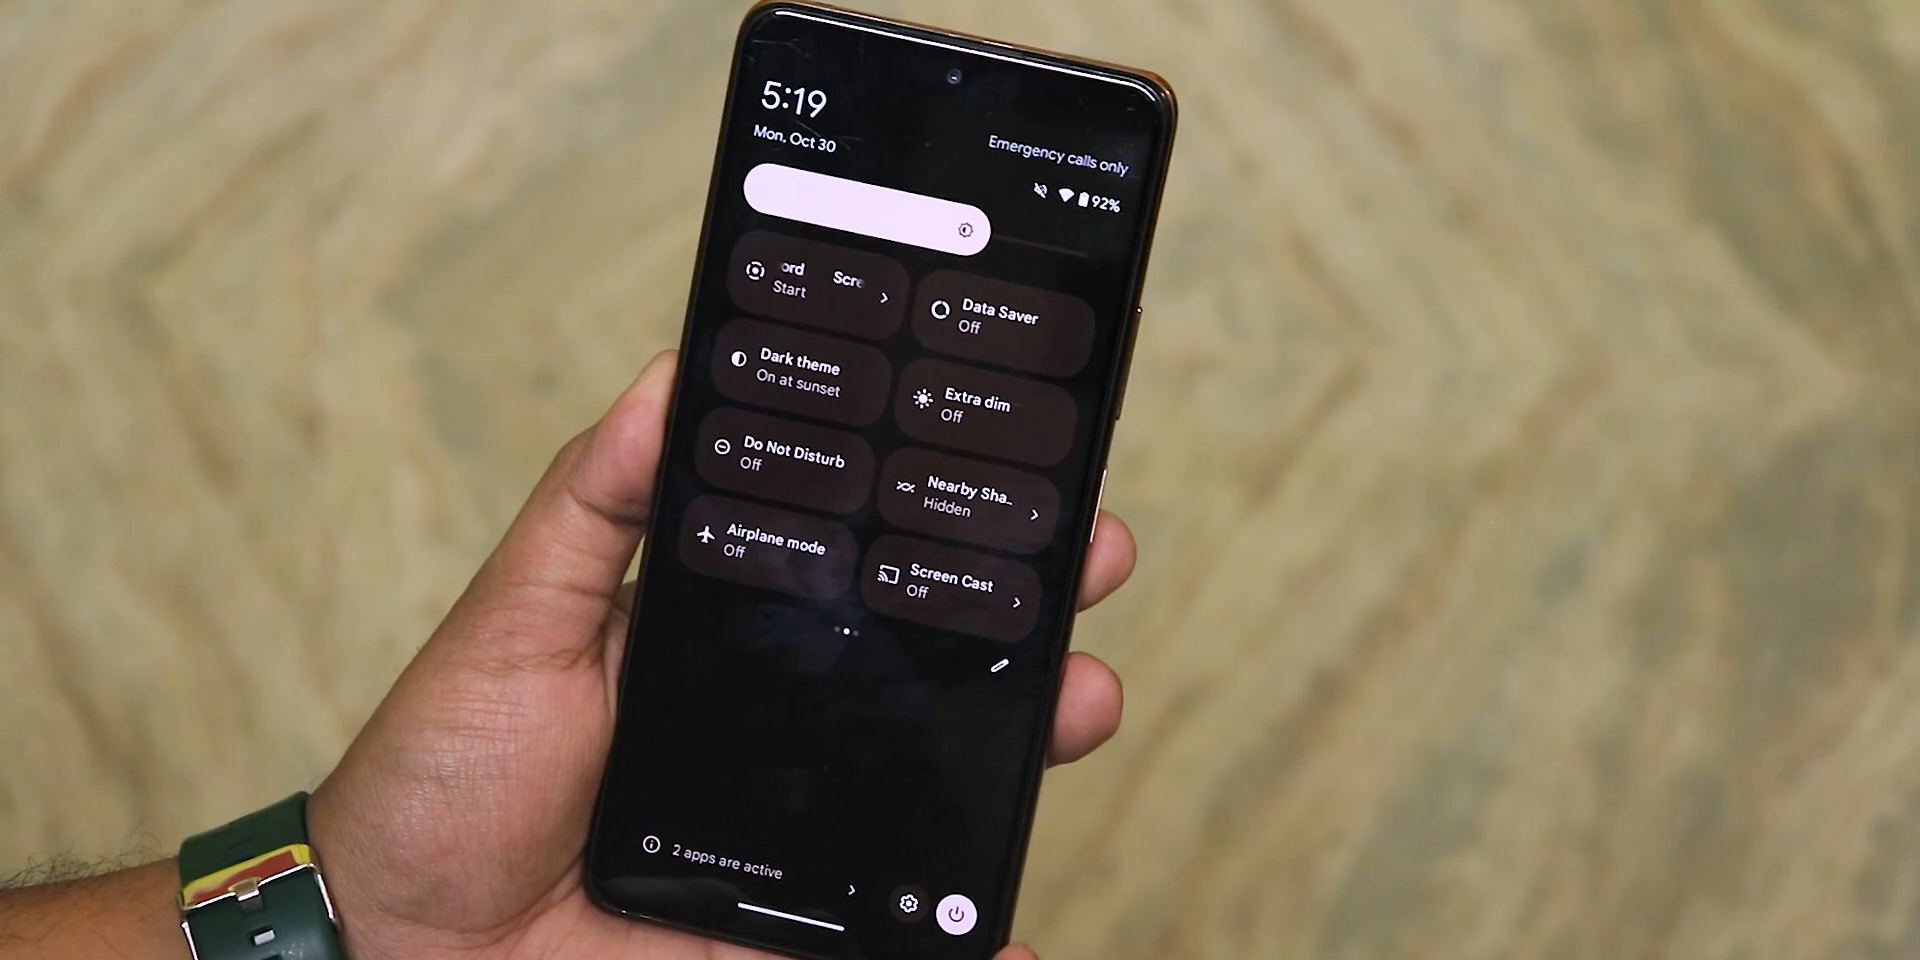 5:19
Mon, Oct 30
Emergency calls only
92%
ord Scre
Start
Data Saver
Off
Dark theme
On at sunset
Extra dim
Off
Do Not Disturb
Off
Nearby Sha..
Hidden
Airplane mode
Off
Screen Cast
Off
2 apps are active